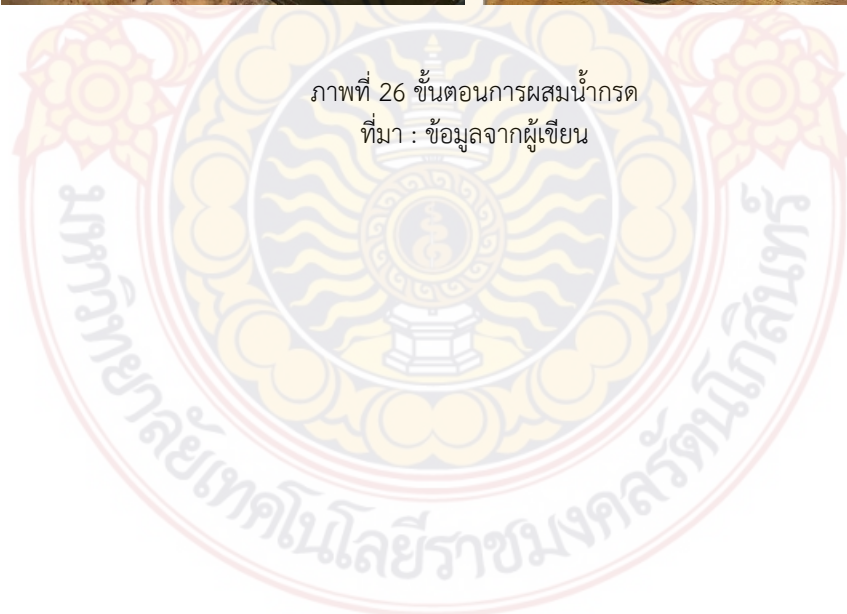 ภาพที่ 26 ขั้นตอนการผสมน้ำกรด
ที่มา : ข้อมูลจากผู้เขียน
มหาวิทยาลัยเทคโนโลยีราชมงคลรัตนโกสินทร์